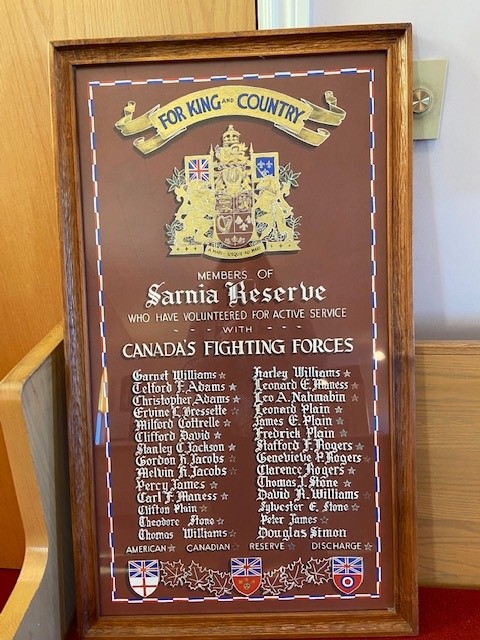 FOR KING AND COUNTRY
A MARI USQUE AD MARE
MEMBERS OF
Sarnia Reserve
WHO HAVE VOLUNTEERED FOR ACTIVE SERVICE
- - - WITH - - -
CANADA'S FIGHTING FORCES
Garnet Williams ☆
Telford F. Adams ☆
Christopher Adams ☆
Ervine L. Bressette ☆
Milford Cottrelle ☆
Clifford David ☆
Stanley C. Jackson ☆
Gordon R. Jacobs ☆
Melvin R. Jacobs ☆
Percy James ☆
Carl F. Maness ☆
Clifton Plain ☆
Theodore Stone ☆
Thomas Williams ☆
Harley Williams ☆
Leonard E. Maness ☆
Leo A. Nahmabin ☆
Leonard Plain ☆
James E. Plain ☆
Fredrick Plain ☆
Stafford F. Rogers ☆
Genevieve P. Rogers ☆
Clarence Rogers ☆
Thomas I. Stone ☆
David R. Williams ☆
Sylvester E. Stone ☆
Peter James ☆
Douglas Simon
AMERICAN ☆ CANADIAN ☆ RESERVE ☆ DISCHARGE ☆